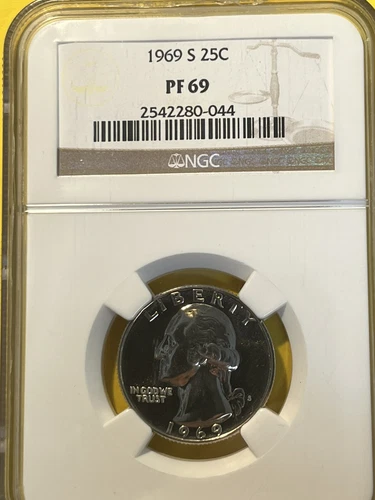 1969 S 25C
PF 69
2542280-044
NGC
LIBERTY
IN GOD WE
TRUST
S
1969